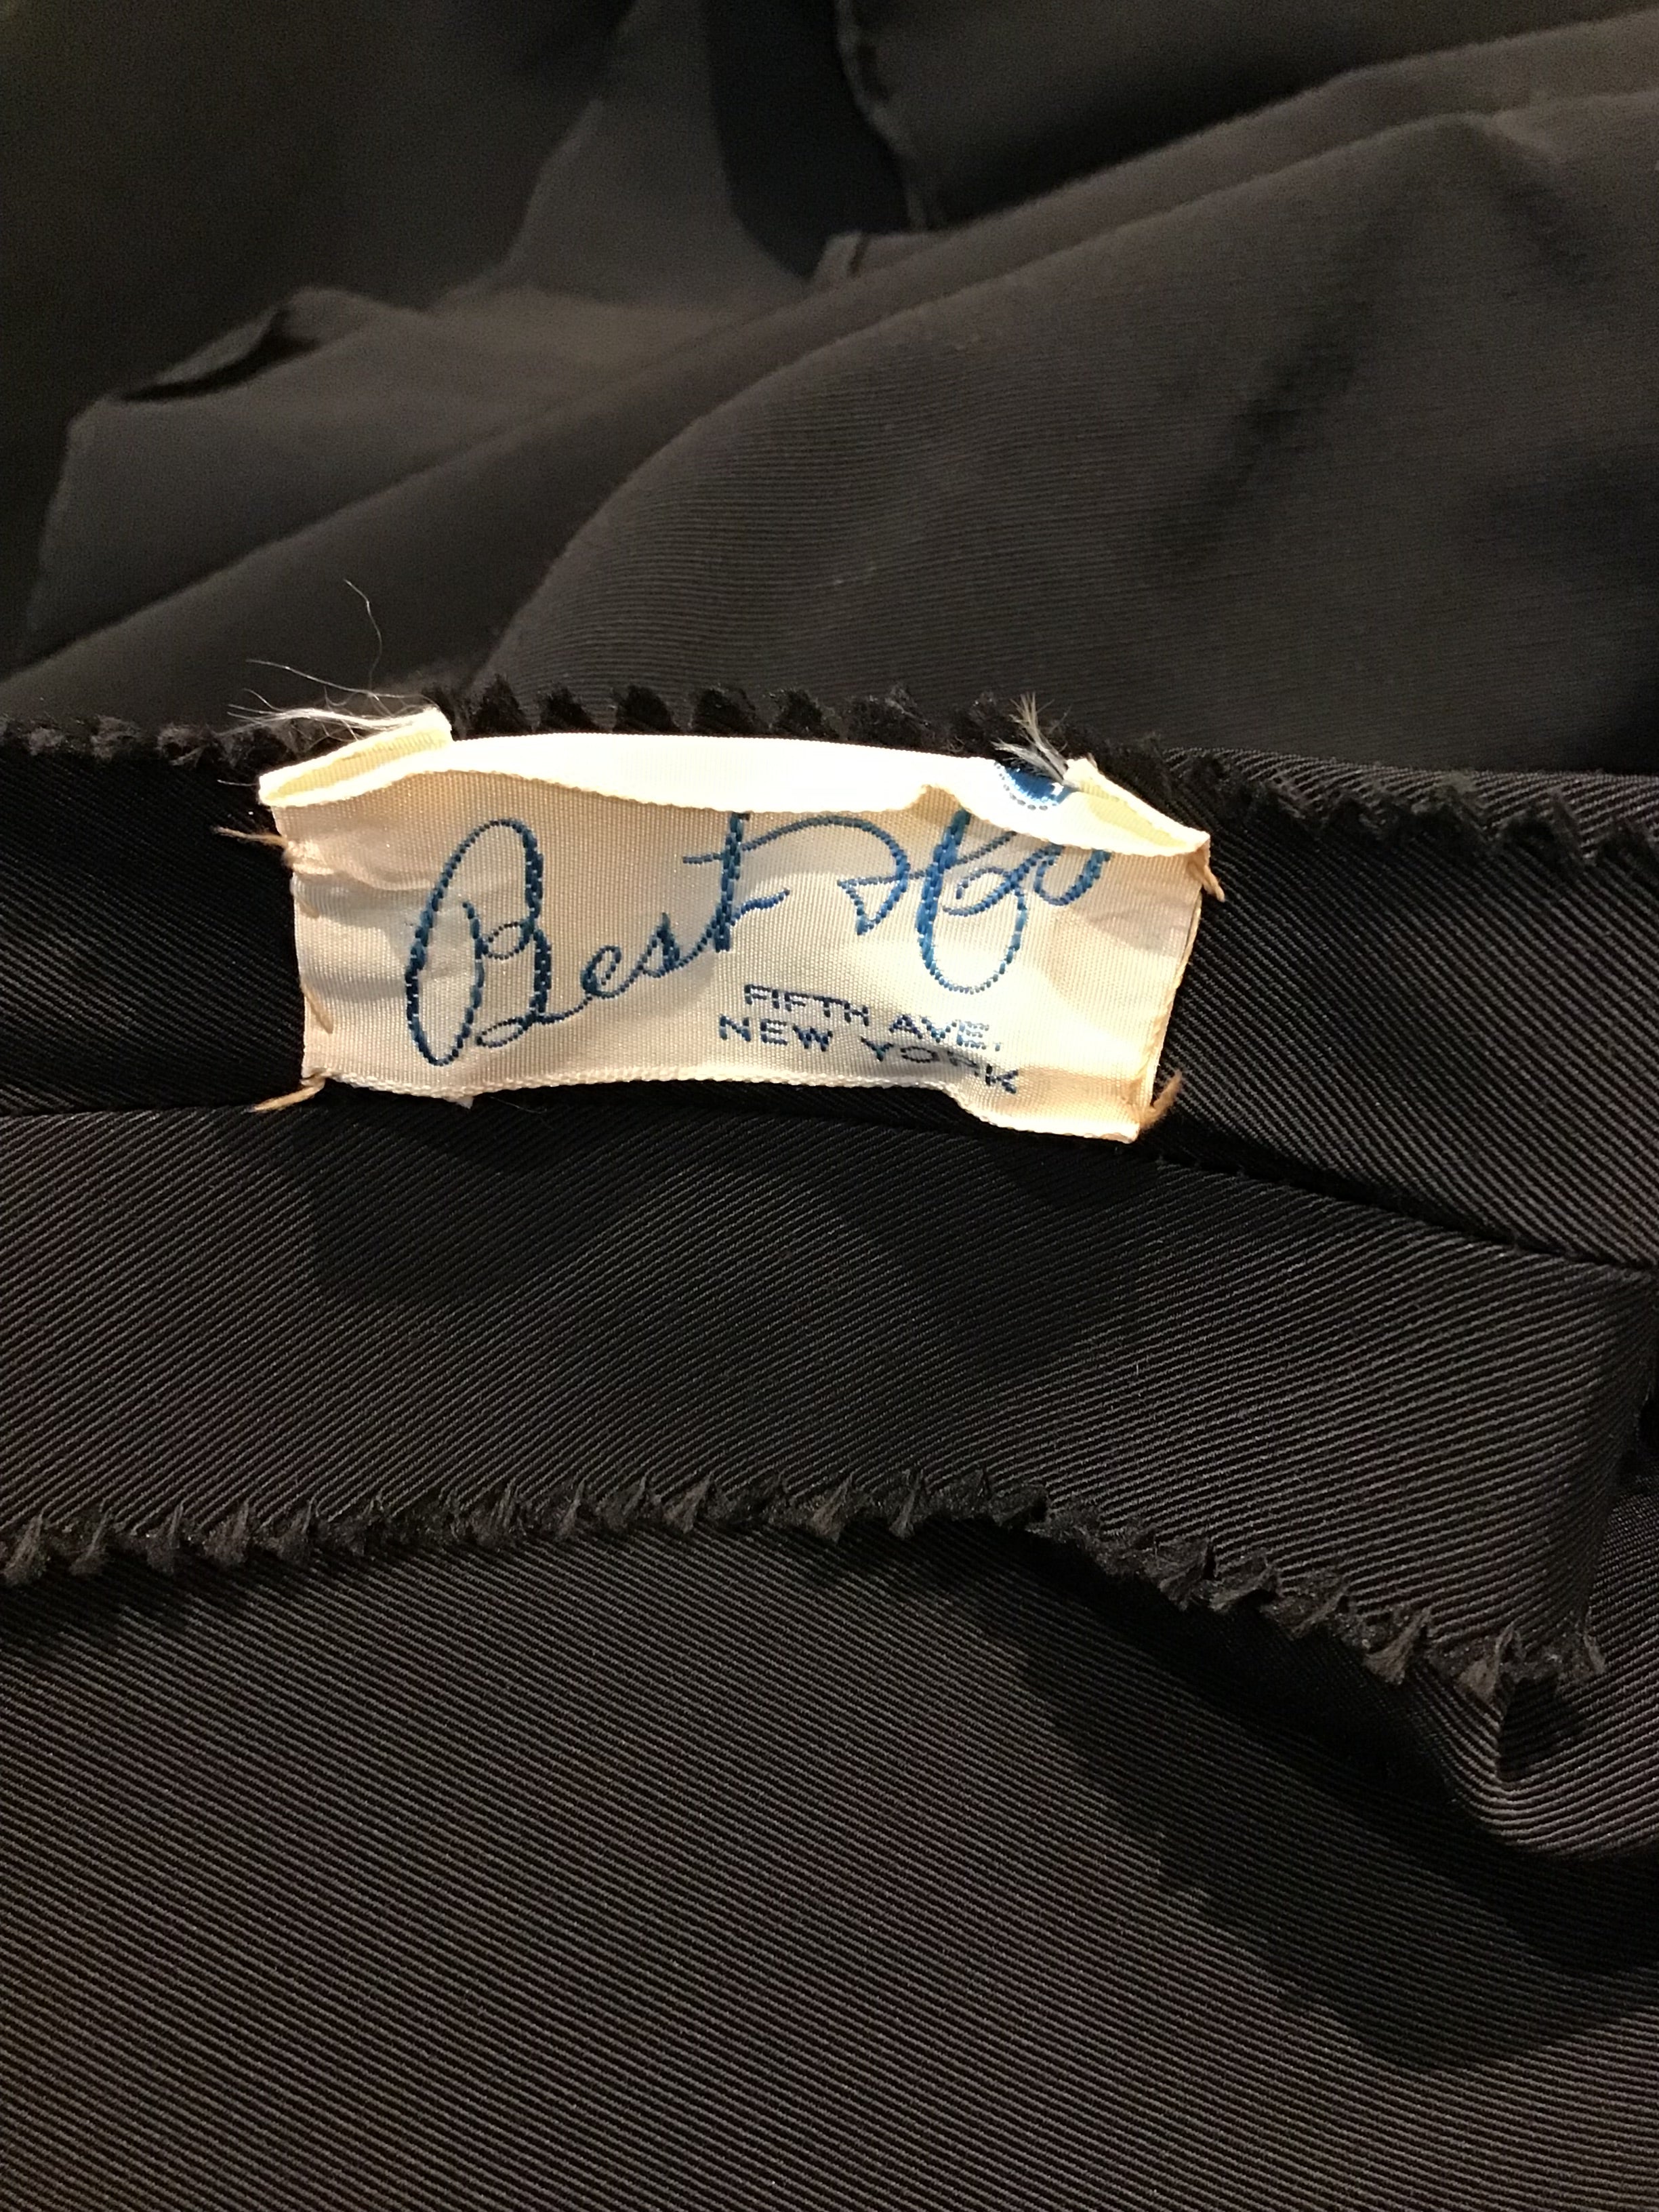 Best & Co
FIFTH AVE.
NEW YORK